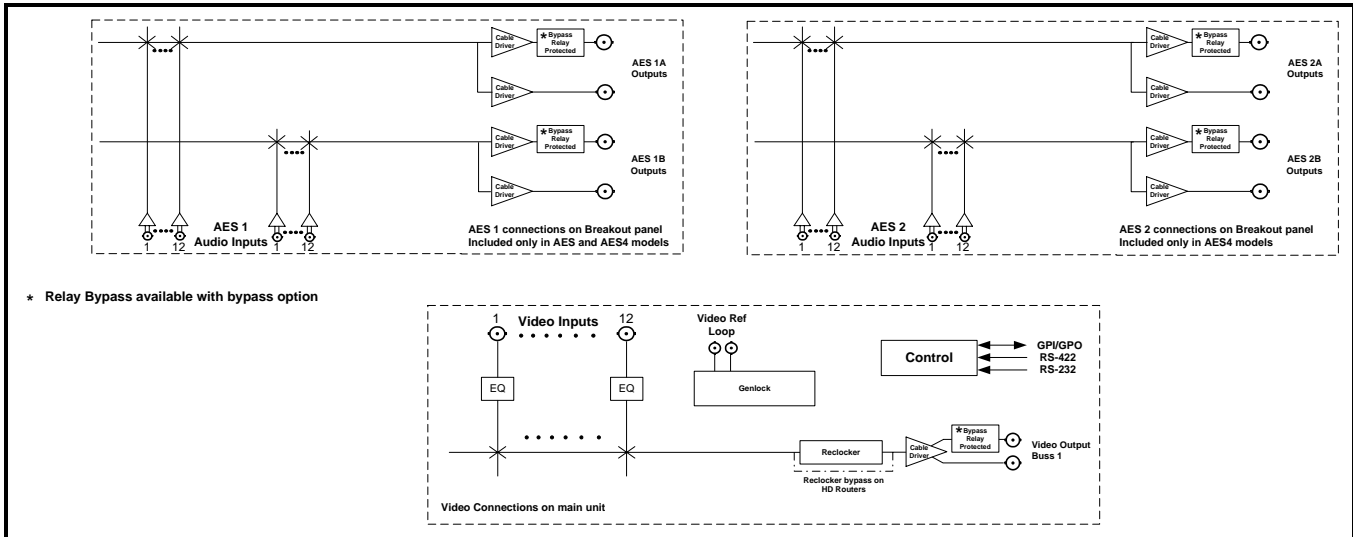 Cable
Driver
* Bypass
Relay
Protected
AES 1A
Outputs
Cable
Driver
Cable
Driver
* Bypass
Relay
Protected
AES 1B
Outputs
Cable
Driver
AES 1
Audio Inputs
1 12 1 12
AES 1 connections on Breakout panel
Included only in AES and AES4 models
Cable
Driver
* Bypass
Relay
Protected
AES 2A
Outputs
Cable
Driver
Cable
Driver
* Bypass
Relay
Protected
AES 2B
Outputs
Cable
Driver
AES 2
Audio Inputs
1 12 1 12
AES 2 connections on Breakout panel
Included only in AES4 models
* Relay Bypass available with bypass option
1 Video Inputs 12
EQ EQ
Video Ref
Loop
Genlock
Control
GPI/GPO
RS-422
RS-232
Reclocker
Reclocker bypass on
HD Routers
Cable
Driver
* Bypass
Relay
Protected
Video Output
Buss 1
Video Connections on main unit